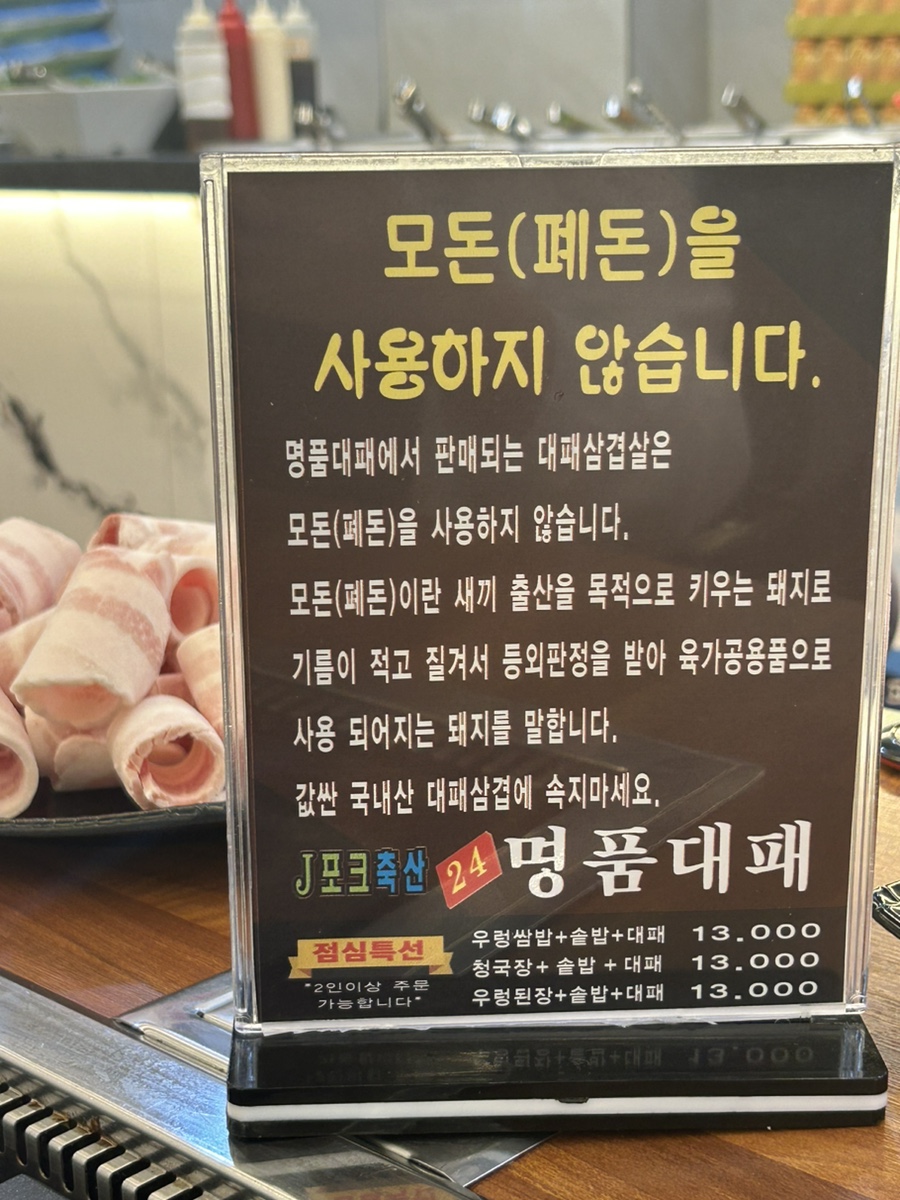 모돈(폐돈)을
사용하지 않습니다.
명품대패에서 판매되는 대패삼겹살은
모돈(폐돈)을 사용하지 않습니다.
모돈(폐돈)이란 새끼 출산을 목적으로 키우는 돼지로
기름이 적고 질겨서 등외판정을 받아 육가공용품으로
사용 되어지는 돼지를 말합니다.
값싼 국내산 대패삼겹에 속지마세요.
J포크축산 24 명품대패
점심특선
"2인이상 주문
가능합니다"
우렁쌈밥+솥밥+대패 13.000
청국장+ 솥밥 + 대패 13.000
우렁된장+솥밥+대패 13.000